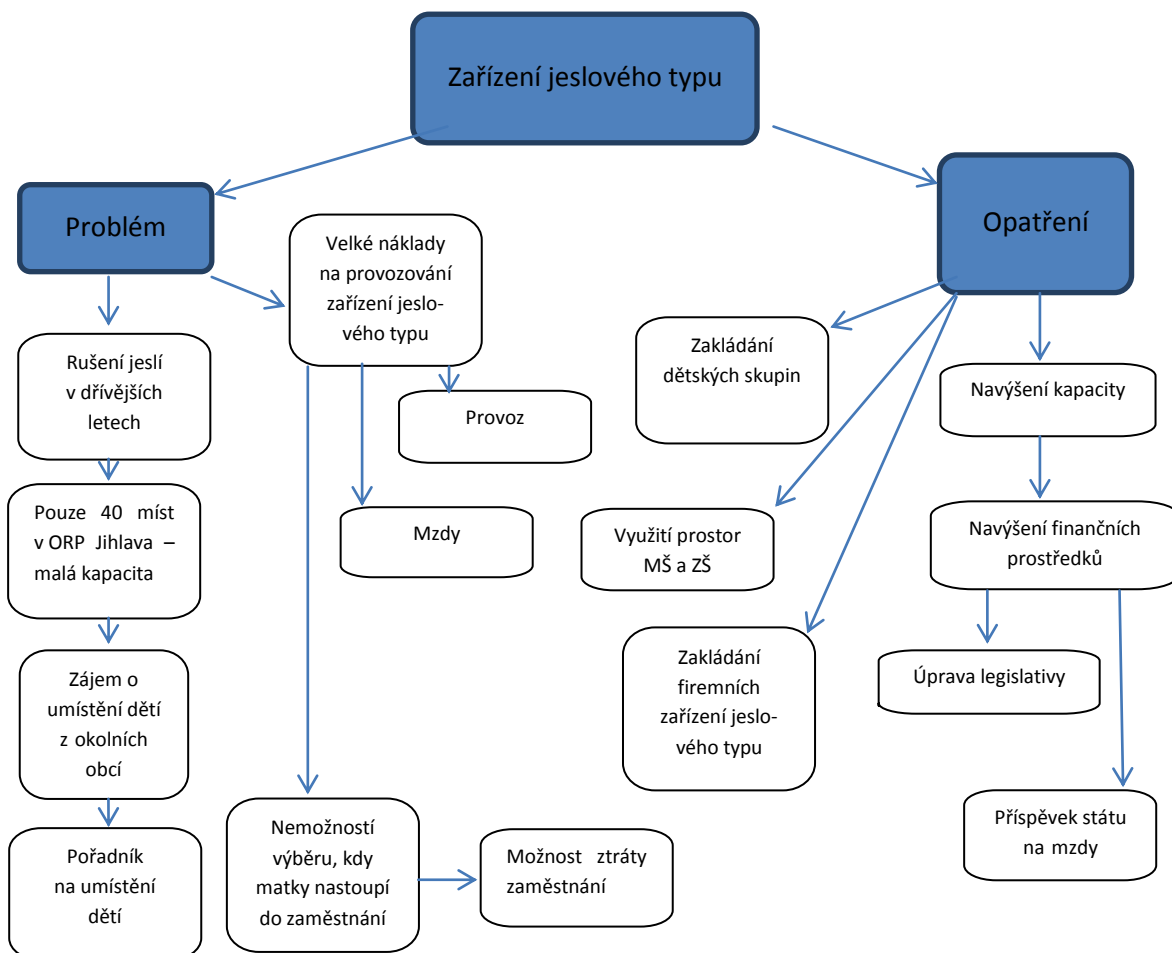 Zařízení jeslového typu
Problém
Opatření
Velké náklady
na provozování
zařízení jeslo-
vého typu
Rušení jeslí
v dřívějších
letech
Provoz
Mzdy
Pouze 40 míst
v ORP Jihlava –
malá kapacita
Zájem o
umístění dětí
z okolních
obcí
Pořadník
na umístění
dětí
Nemožností
výběru, kdy
matky nastoupí
do zaměstnání
Možnost ztráty
zaměstnání
Zakládání
dětských skupin
Navýšení kapacity
Využití prostor
MŠ a ZŠ
Navýšení finančních
prostředků
Zakládání
firemních
zařízení jeslo-
vého typu
Úprava legislativy
Příspěvek státu
na mzdy